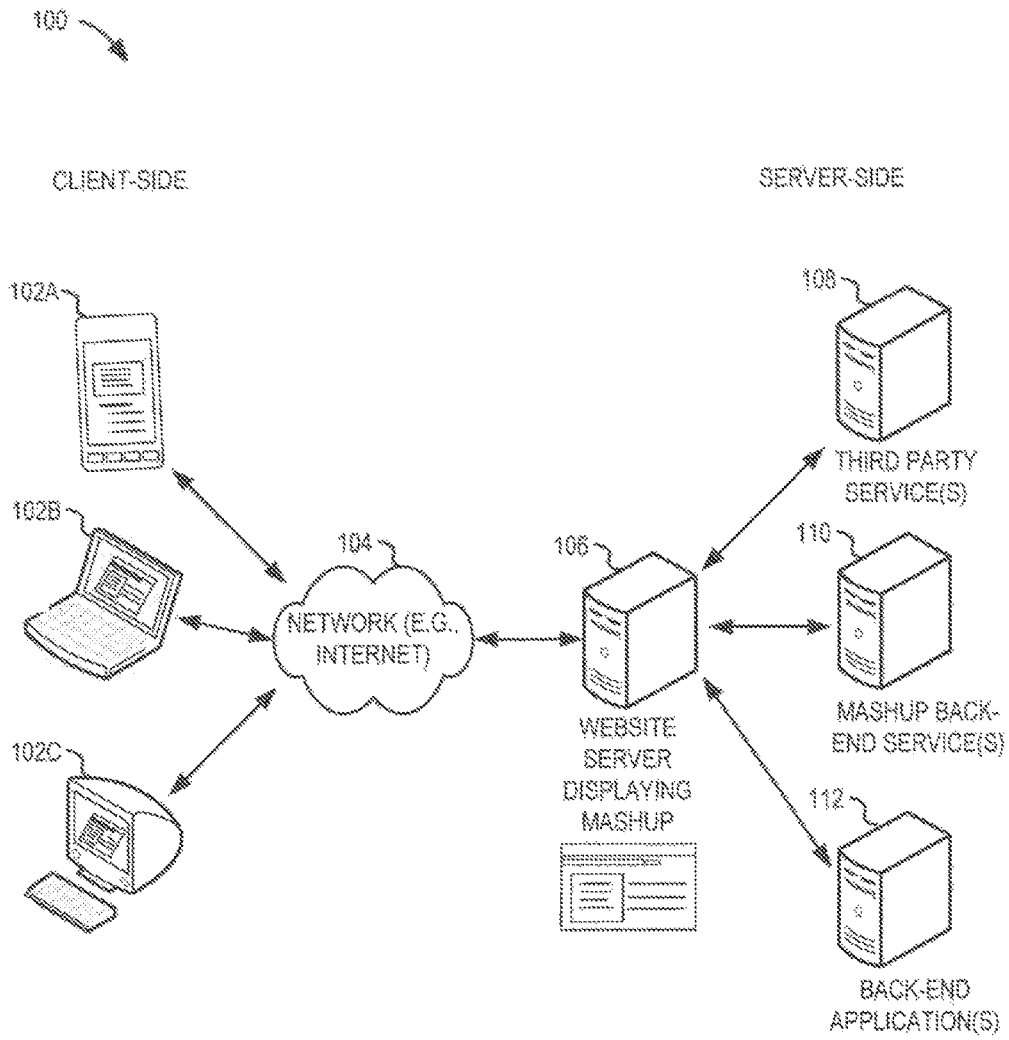 100
CLIENT-SIDE
SERVER-SIDE
102A
108
THIRD PARTY
SERVICE(S)
102B
104
NETWORK (E.G.,
INTERNET)
106
WEBSITE
SERVER
DISPLAYING
MASHUP
110
MASHUP BACK-
END SERVICE(S)
102C
112
BACK-END
APPLICATION(S)